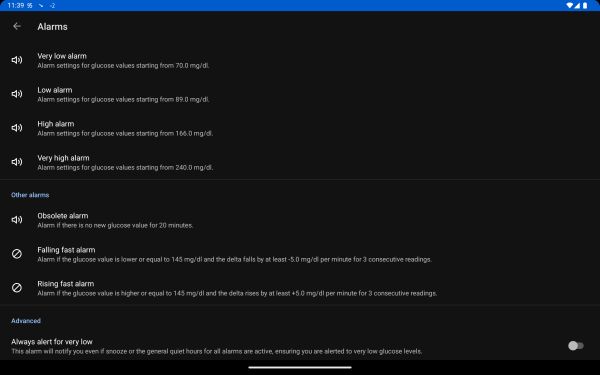 11:39 95 -2
Alarms
Very low alarm
Alarm settings for glucose values starting from 70.0 mg/dl.
Low alarm
Alarm settings for glucose values starting from 89.0 mg/dl.
High alarm
Alarm settings for glucose values starting from 166.0 mg/dl.
Very high alarm
Alarm settings for glucose values starting from 240.0 mg/dl.
Other alarms
Obsolete alarm
Alarm if there is no new glucose value for 20 minutes.
Falling fast alarm
Alarm if the glucose value is lower or equal to 145 mg/dl and the delta falls by at least -5.0 mg/dl per minute for 3 consecutive readings.
Rising fast alarm
Alarm if the glucose value is higher or equal to 145 mg/dl and the delta rises by at least +5.0 mg/dl per minute for 3 consecutive readings.
Advanced
Always alert for very low
This alarm will notify you even if snooze or the general quiet hours for all alarms are active, ensuring you are alerted to very low glucose levels.